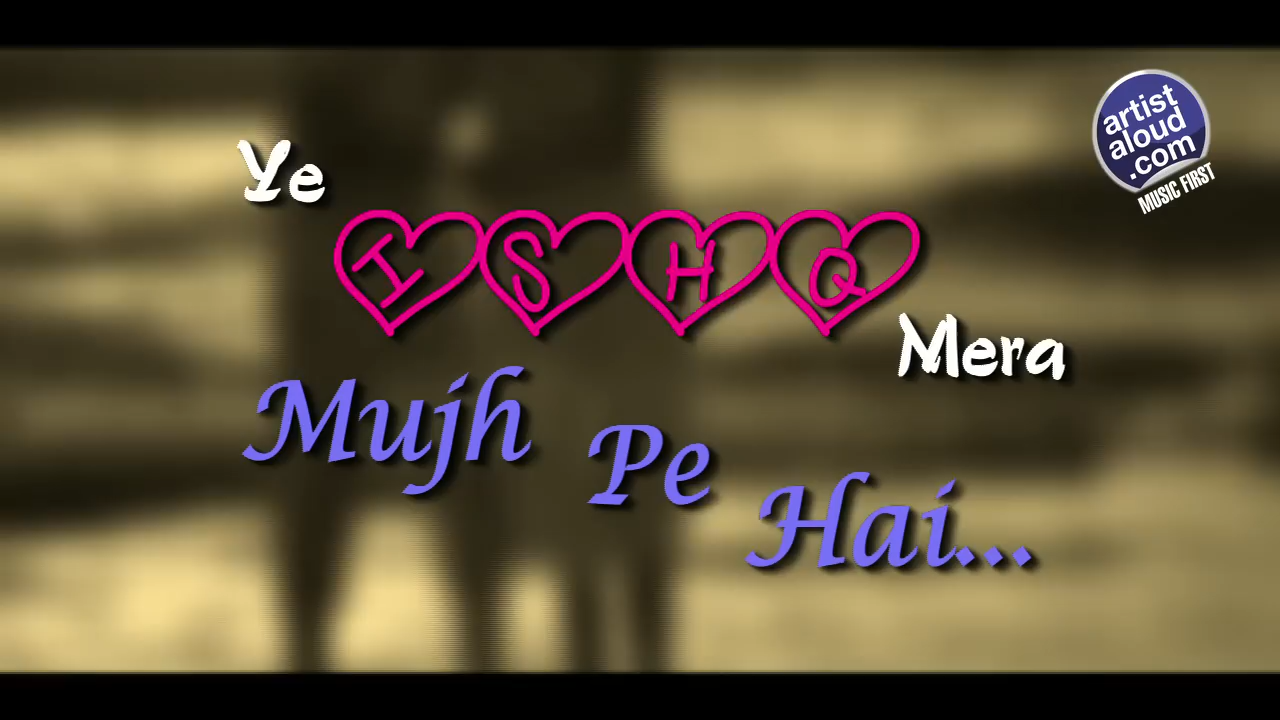 artist
aloud
.com
MUSIC FIRST
Ye
ISHQ
Mera
Mujh Pe Hai...